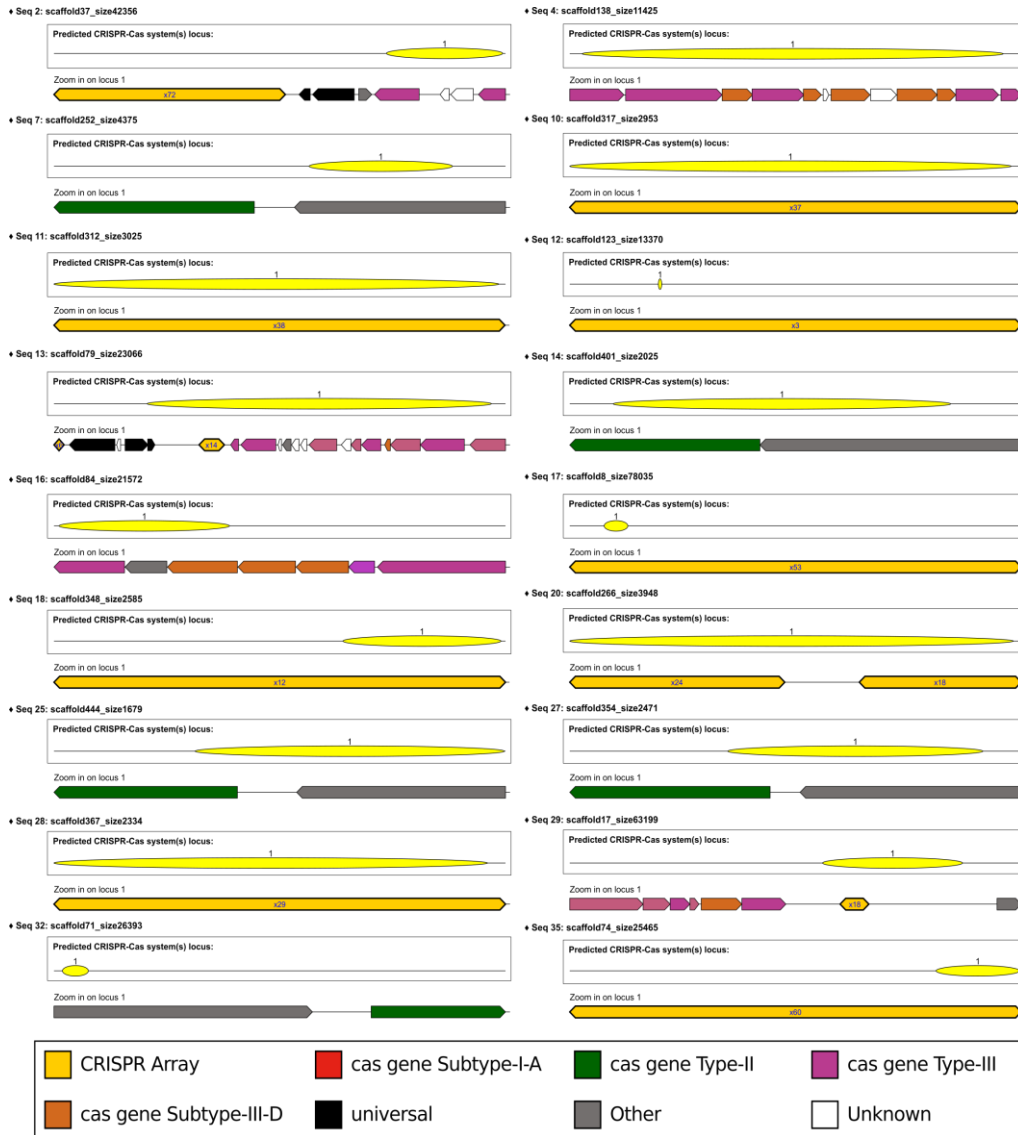 ♦ Seq 2: scaffold37_size42356
Predicted CRISPR-Cas system(s) locus:
1
Zoom in on locus 1
x72
♦ Seq 4: scaffold138_size11425
Predicted CRISPR-Cas system(s) locus:
1
Zoom in on locus 1
♦ Seq 7: scaffold252_size4375
Predicted CRISPR-Cas system(s) locus:
1
Zoom in on locus 1
♦ Seq 10: scaffold317_size2953
Predicted CRISPR-Cas system(s) locus:
1
Zoom in on locus 1
x37
♦ Seq 11: scaffold312_size3025
Predicted CRISPR-Cas system(s) locus:
1
Zoom in on locus 1
x38
♦ Seq 12: scaffold123_size13370
Predicted CRISPR-Cas system(s) locus:
1
Zoom in on locus 1
x3
♦ Seq 13: scaffold79_size23066
Predicted CRISPR-Cas system(s) locus:
1
Zoom in on locus 1
x14
♦ Seq 14: scaffold401_size2025
Predicted CRISPR-Cas system(s) locus:
1
Zoom in on locus 1
♦ Seq 16: scaffold84_size21572
Predicted CRISPR-Cas system(s) locus:
1
Zoom in on locus 1
♦ Seq 17: scaffold8_size78035
Predicted CRISPR-Cas system(s) locus:
1
Zoom in on locus 1
x53
♦ Seq 18: scaffold348_size2585
Predicted CRISPR-Cas system(s) locus:
1
Zoom in on locus 1
x12
♦ Seq 20: scaffold266_size3948
Predicted CRISPR-Cas system(s) locus:
1
Zoom in on locus 1
x24 x18
♦ Seq 25: scaffold444_size1679
Predicted CRISPR-Cas system(s) locus:
1
Zoom in on locus 1
♦ Seq 27: scaffold354_size2471
Predicted CRISPR-Cas system(s) locus:
1
Zoom in on locus 1
♦ Seq 28: scaffold367_size2334
Predicted CRISPR-Cas system(s) locus:
1
Zoom in on locus 1
x29
♦ Seq 29: scaffold17_size63199
Predicted CRISPR-Cas system(s) locus:
1
Zoom in on locus 1
x18
♦ Seq 32: scaffold71_size26393
Predicted CRISPR-Cas system(s) locus:
1
Zoom in on locus 1
♦ Seq 35: scaffold74_size25465
Predicted CRISPR-Cas system(s) locus:
1
Zoom in on locus 1
x60
CRISPR Array
cas gene Subtype-I-A
cas gene Type-II
cas gene Type-III
cas gene Subtype-III-D
universal
Other
Unknown